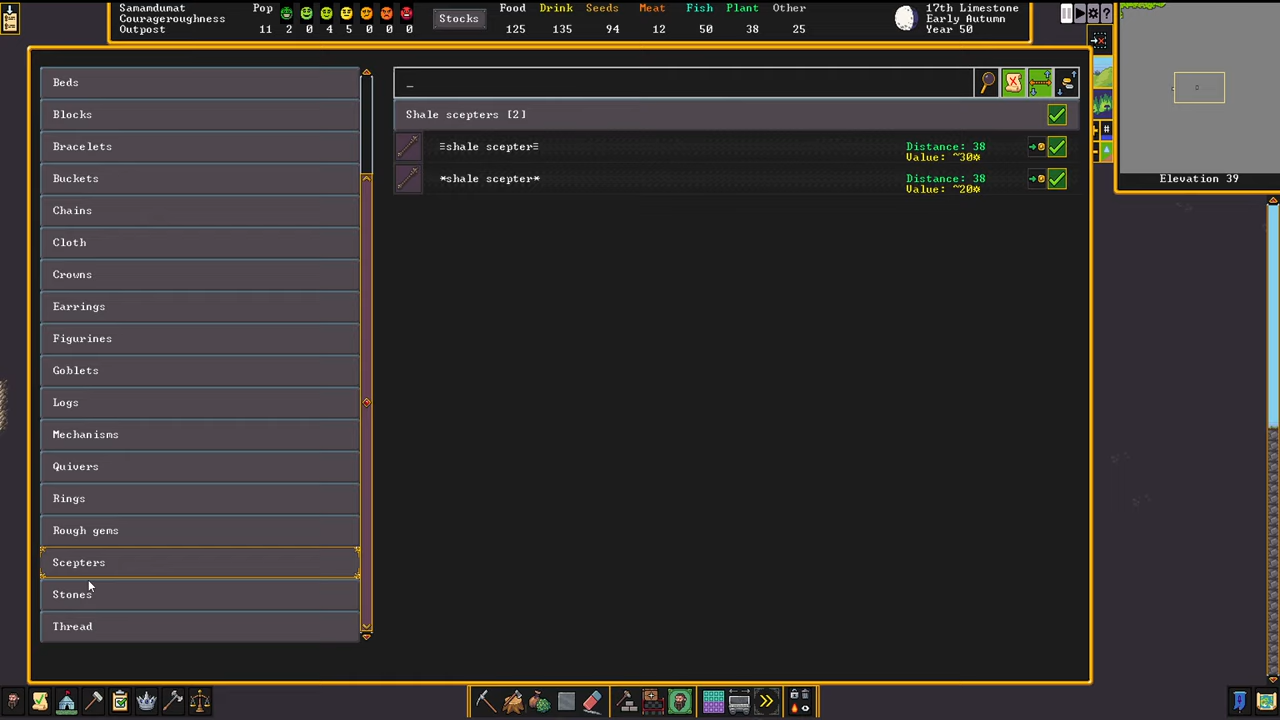 Samamdumat
Courageroughness
Outpost
Pop
11 2 0 4 5 0 0 0
Stocks
Food Drink Seeds Meat Fish Plant Other
125 135 94 12 50 38 25
17th Limestone
Early Autumn
Year 50
?
Beds
Blocks
Bracelets
Buckets
Chains
Cloth
Crowns
Earrings
Figurines
Goblets
Logs
Mechanisms
Quivers
Rings
Rough gems
Scepters
Stones
Thread
_
Shale scepters [2]
≡shale scepter≡
Distance: 38
Value: ~30☼
*shale scepter*
Distance: 38
Value: ~20☼
#
Elevation 39